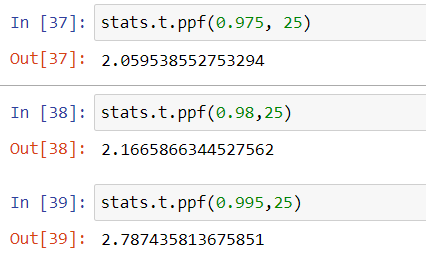 In [37]: stats.t.ppf(0.975, 25)
Out[37]: 2.059538552753294
In [38]: stats.t.ppf(0.98,25)
Out[38]: 2.1665866344527562
In [39]: stats.t.ppf(0.995,25)
Out[39]: 2.787435813675851